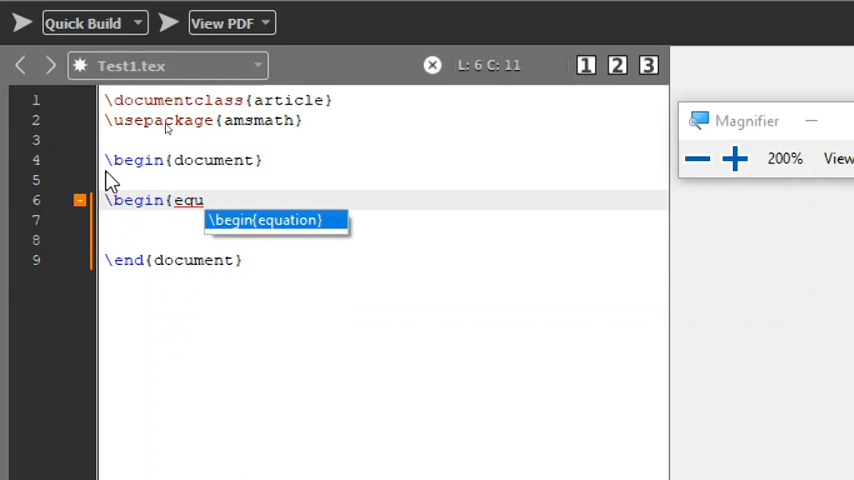 Quick Build View PDF
Test1.tex L: 6 C: 11 1 2 3
1 \documentclass{article}
2 \usepackage{amsmath}
3
4 \begin{document}
5
6 \begin{equ
\begin{equation}
7
8
9 \end{document}
Magnifier
200% View